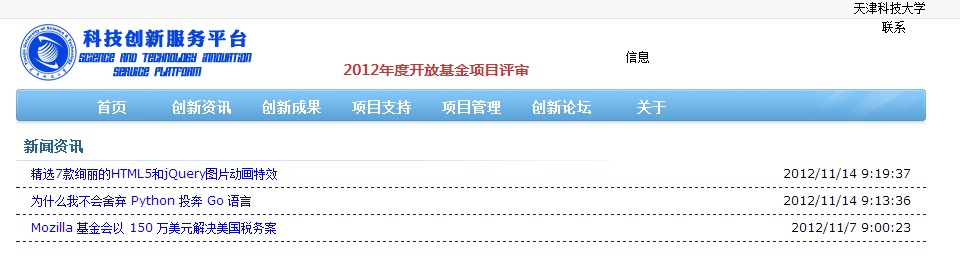 天津科技大学
联系
科技创新服务平台
SCIENCE AND TECHNOLOGY INNOVATION
SERVICE PLATFORM
信息
2012年度开放基金项目评审
首页 创新资讯 创新成果 项目支持 项目管理 创新论坛 关于
新闻资讯
精选7款绚丽的HTML5和jQuery图片动画特效 2012/11/14 9:19:37
为什么我不会舍弃 Python 投奔 Go 语言 2012/11/14 9:13:36
Mozilla 基金会以 150 万美元解决美国税务案 2012/11/7 9:00:23